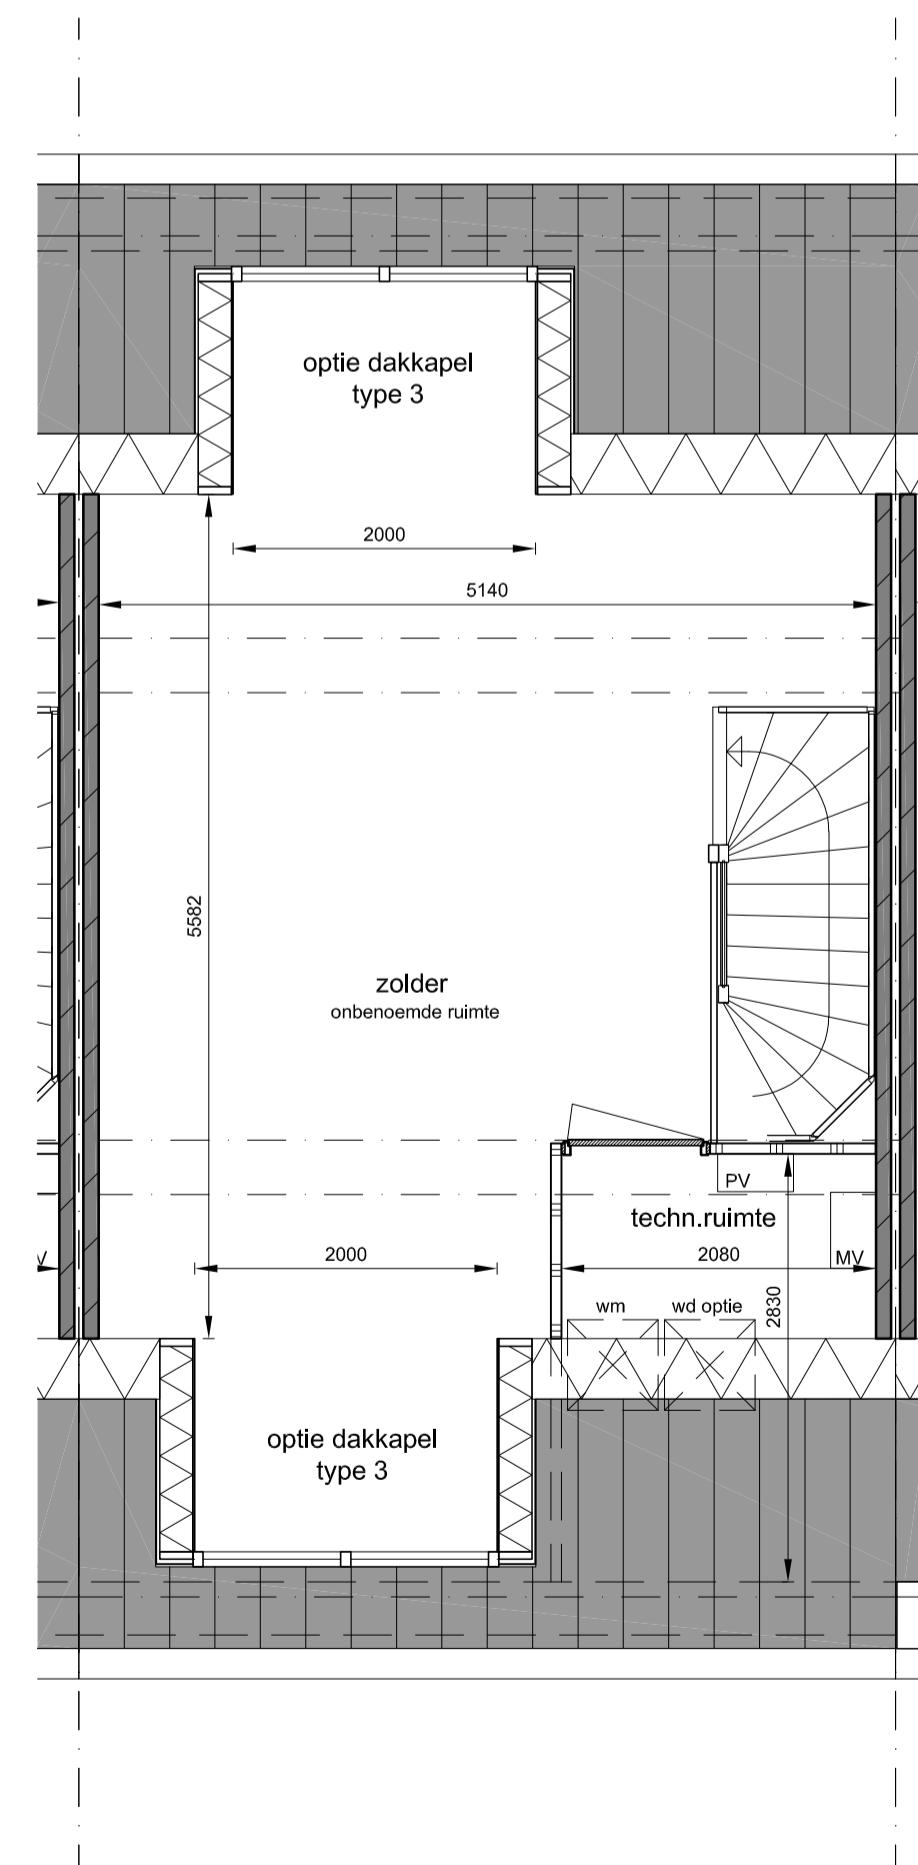 optie dakkapel
type 3
2000
5140
5582
zolder
onbenoemde ruimte
PV
techn.ruimte
2000
2080
MV
V
wm
wd optie
2830
optie dakkapel
type 3